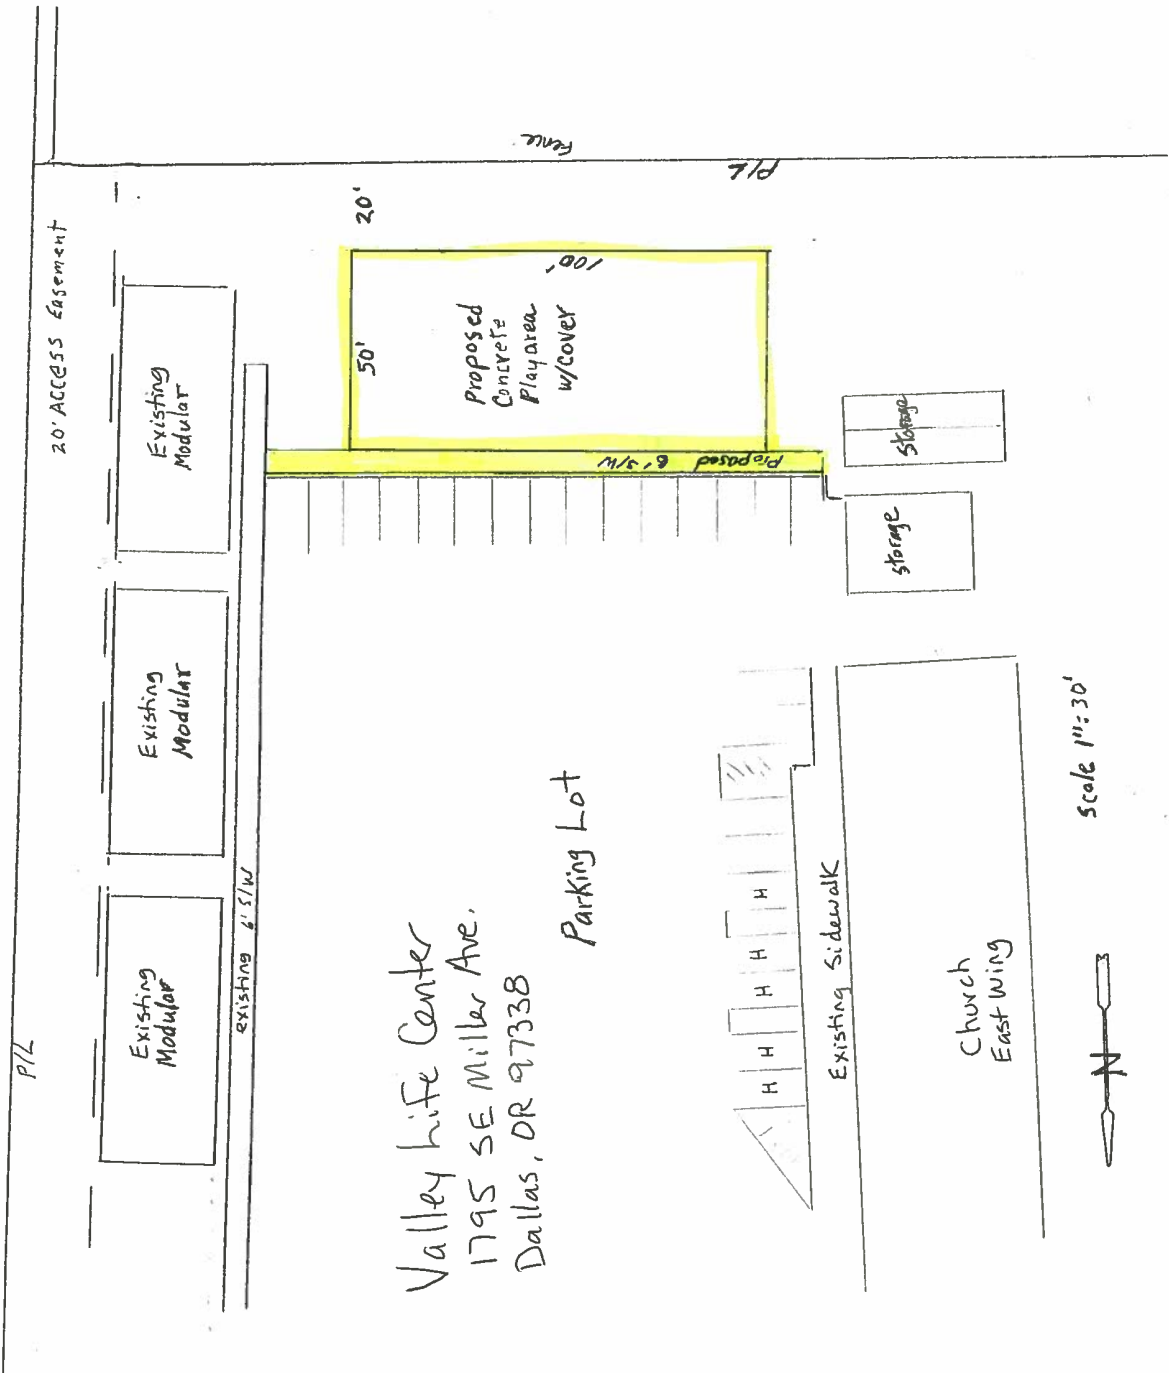 P/L
20' ACCESS Easement
Fence
P/L
Existing
Modular
Existing
Modular
Existing
Modular
existing 6' S/W
20'
50'
100'
Proposed
Concrete
Playarea
w/cover
Proposed 6' S/W
Storage
Storage
Valley Life Center
1795 SE Miller Ave.
Dallas, OR 97338
Parking Lot
H
H
H
H
H
Existing Sidewalk
Church
East Wing
Scale 1":30'
N